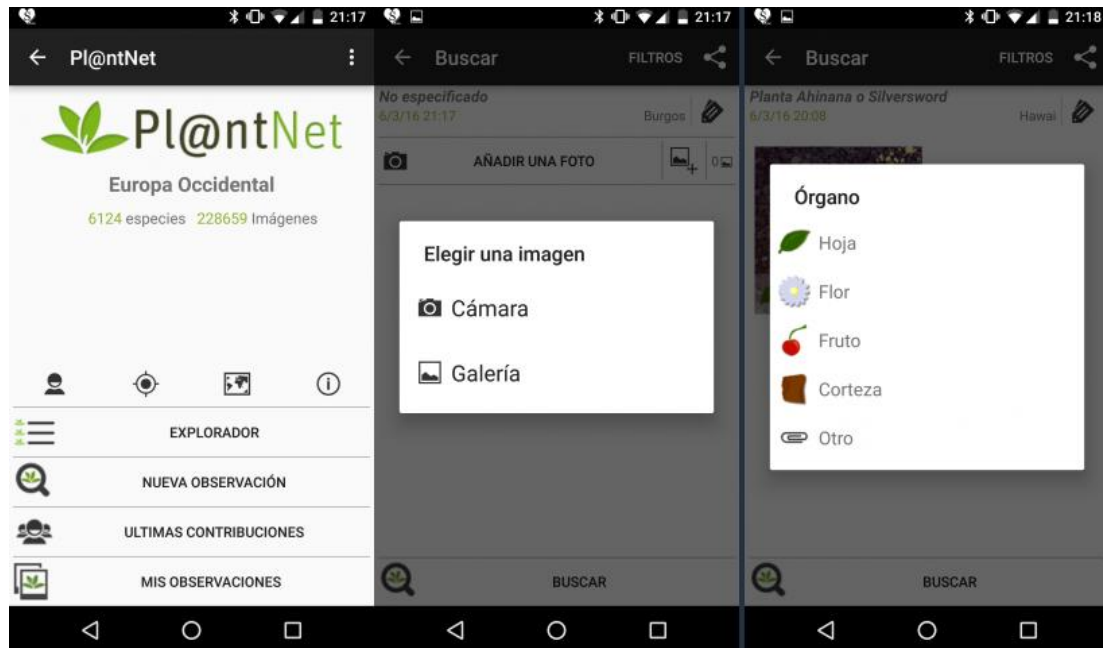 21:17
Pl@ntNet
Pl@ntNet
Europa Occidental
6124 especies 228659 Imágenes
EXPLORADOR
NUEVA OBSERVACIÓN
ULTIMAS CONTRIBUCIONES
MIS OBSERVACIONES
21:17
Buscar FILTROS
No especificado
6/3/16 21:17 Burgos
AÑADIR UNA FOTO 0
Elegir una imagen
Cámara
Galería
BUSCAR
21:18
Buscar FILTROS
Planta Ahinana o Silversword
6/3/16 20:08 Hawai
Órgano
Hoja
Flor
Fruto
Corteza
Otro
BUSCAR